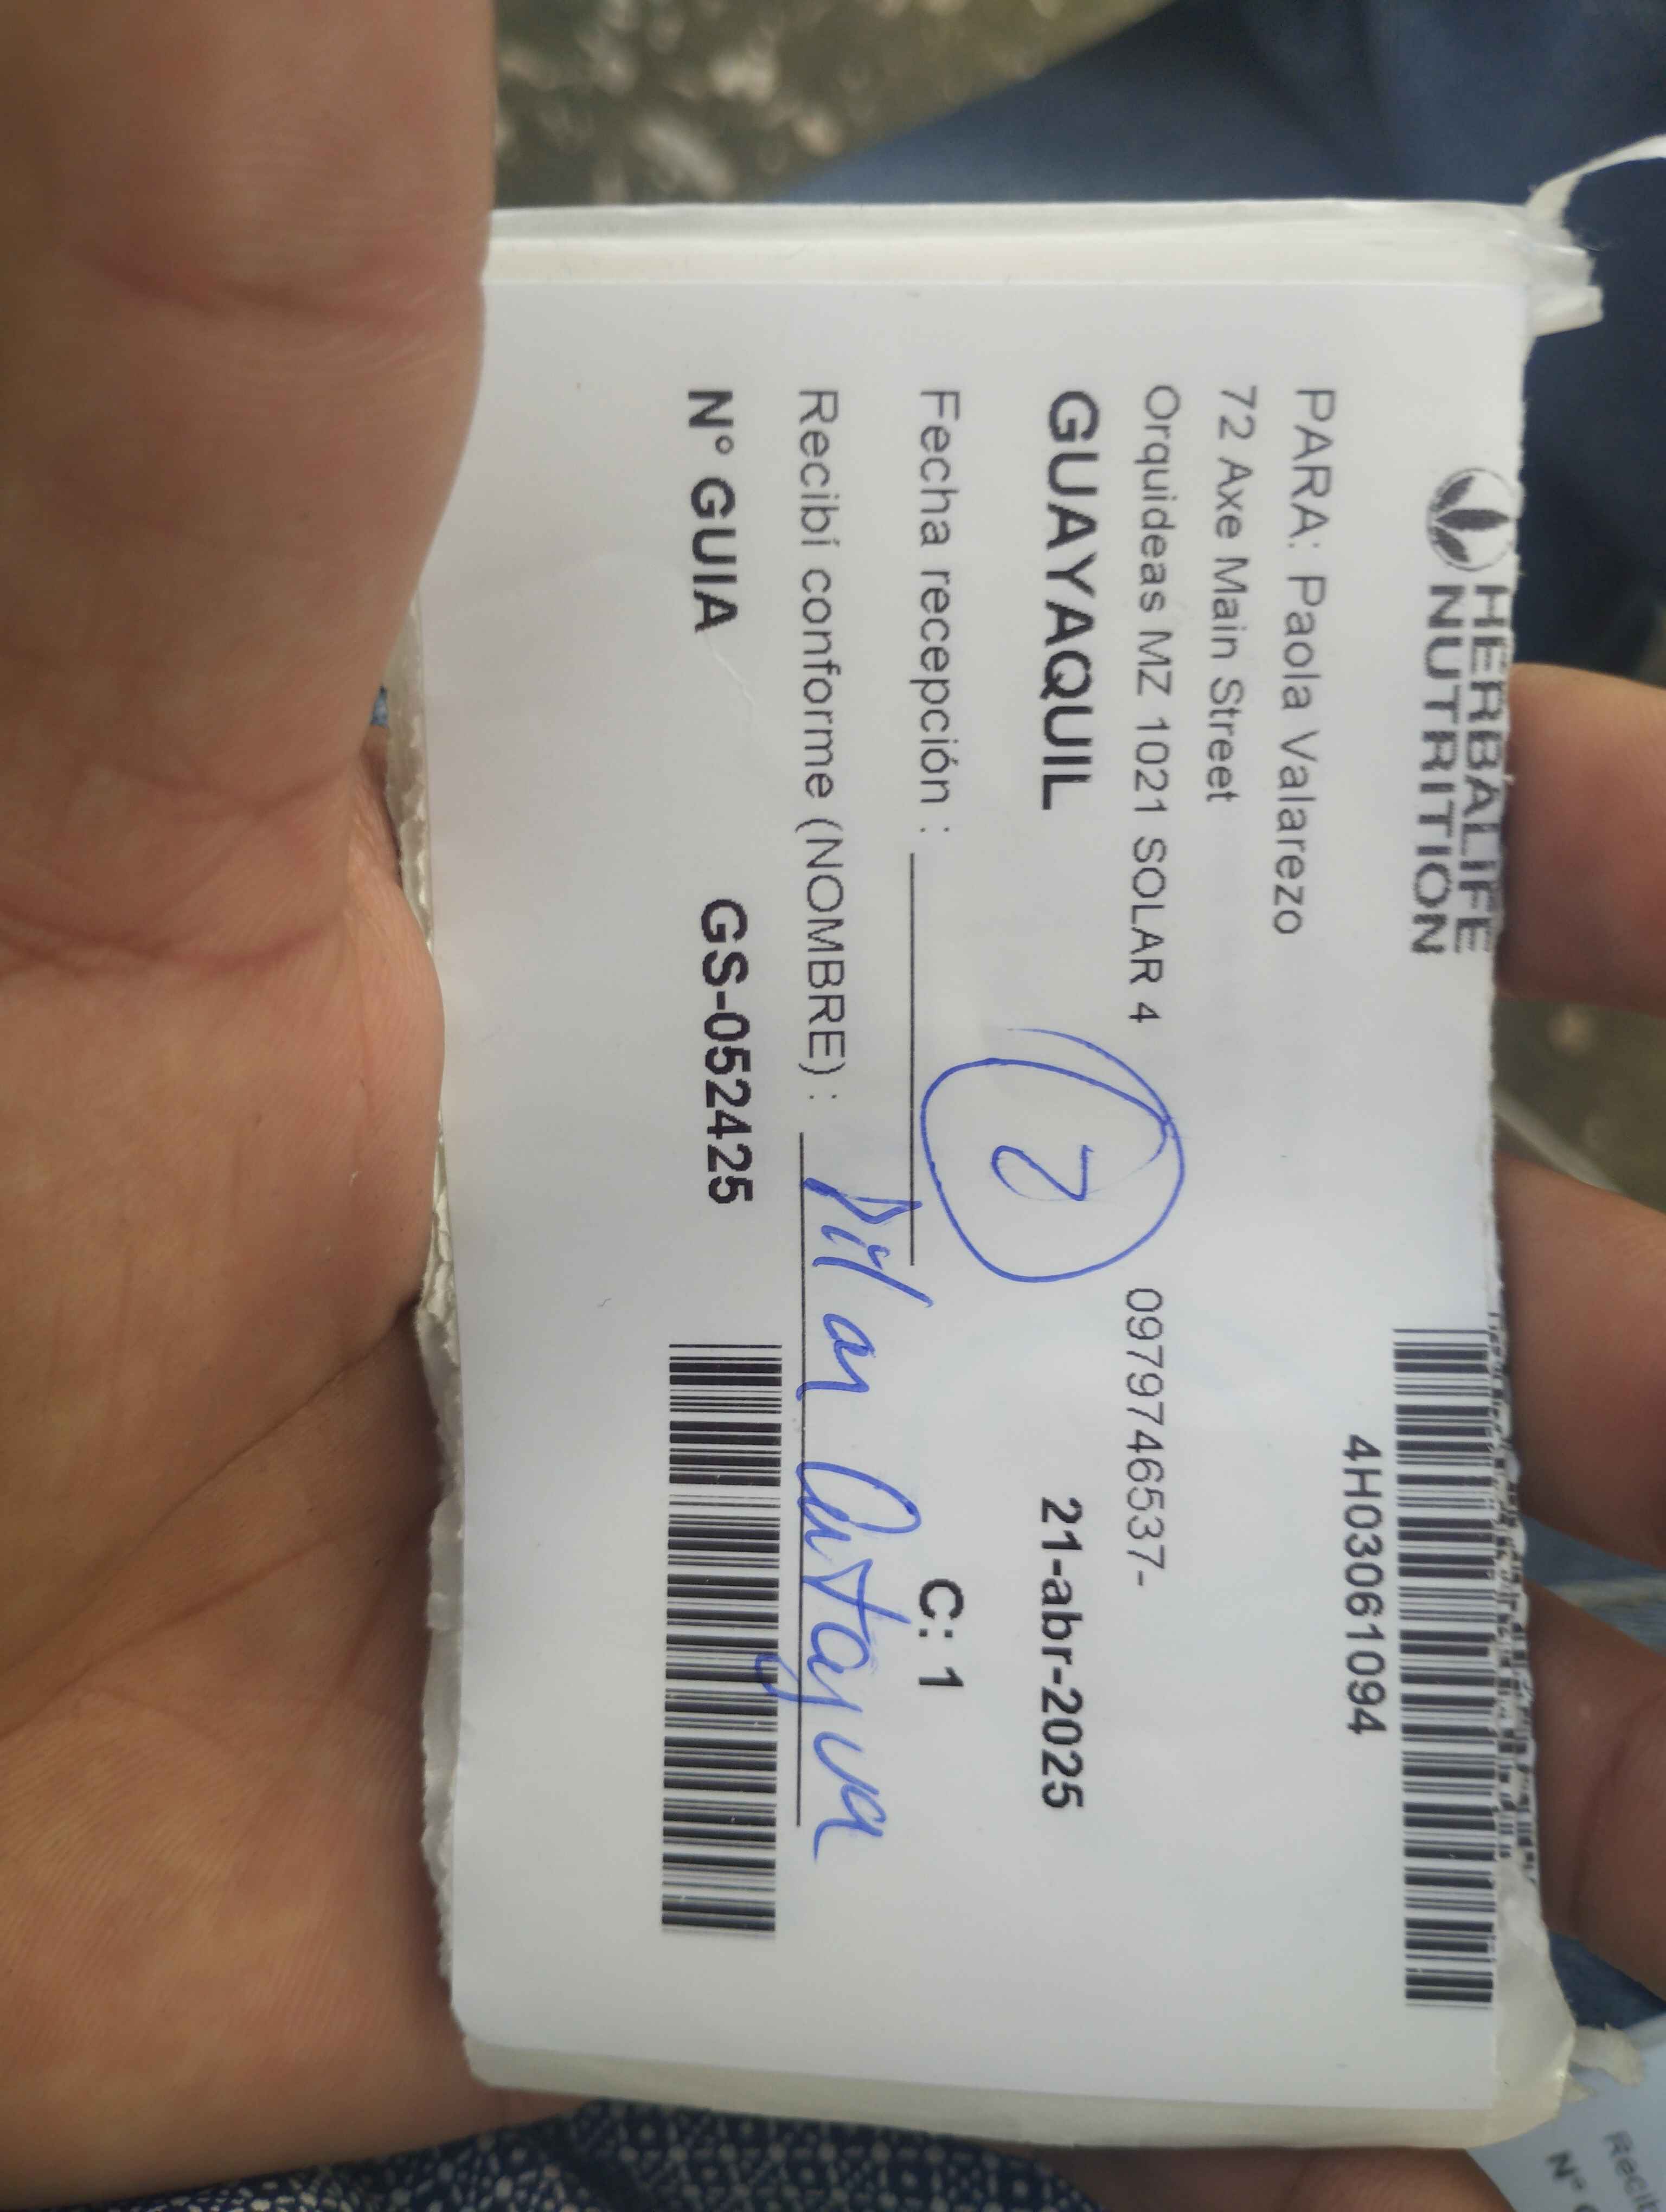 HERBALIFE
NUTRITION
4H03061094
PARA: Paola Valarezo
72 Axe Main Street
Orquideas MZ 1021 SOLAR 4 0979746537-
GUAYAQUIL 2 21-abr-2025
Fecha recepción : C: 1
Recibí conforme (NOMBRE) : Dilan
N° GUIA GS-052425
N°